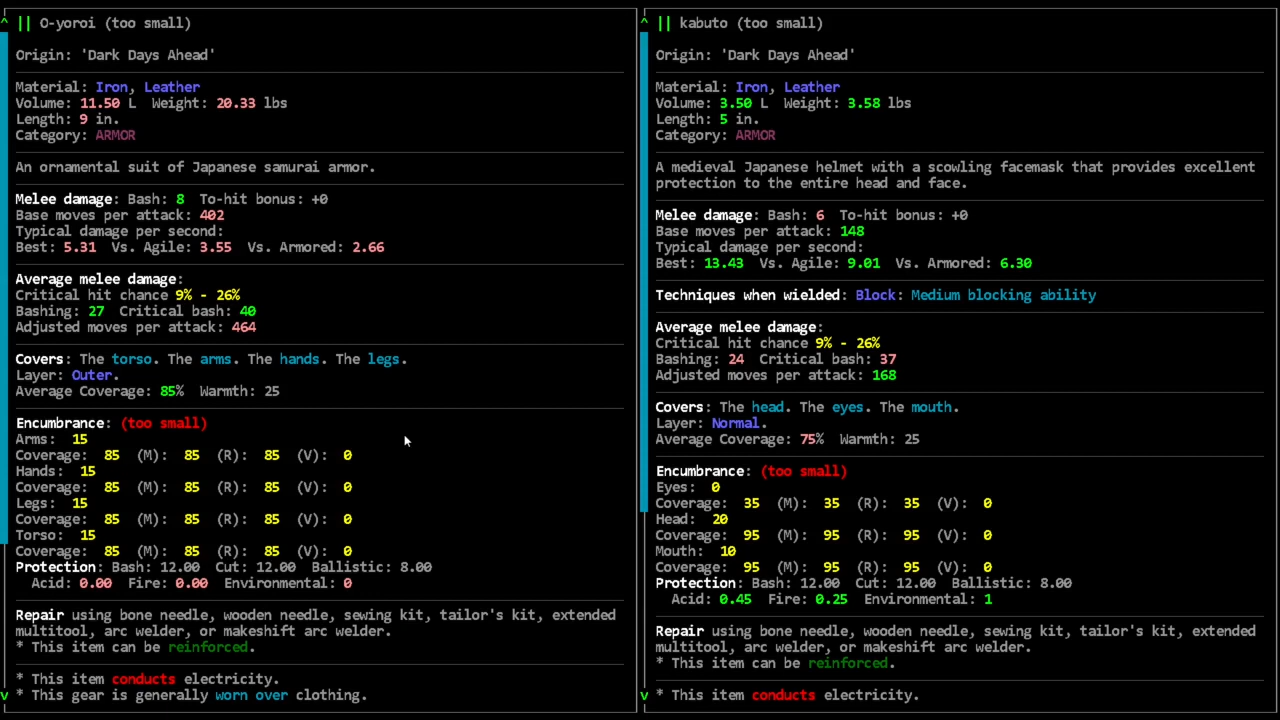 ^ || O-yoroi (too small)
Origin: 'Dark Days Ahead'
Material: Iron, Leather
Volume: 11.50 L  Weight: 20.33 lbs
Length: 9 in.
Category: ARMOR
An ornamental suit of Japanese samurai armor.
Melee damage: Bash: 8  To-hit bonus: +0
Base moves per attack: 402
Typical damage per second:
Best: 5.31  Vs. Agile: 3.55  Vs. Armored: 2.66
Average melee damage:
Critical hit chance 9% - 26%
Bashing: 27  Critical bash: 40
Adjusted moves per attack: 464
Covers: The torso. The arms. The hands. The legs.
Layer: Outer.
Average Coverage: 85%  Warmth: 25
Encumbrance: (too small)
Arms:  15
Coverage:  85  (M):  85  (R):  85  (V):  0
Hands:  15
Coverage:  85  (M):  85  (R):  85  (V):  0
Legs:  15
Coverage:  85  (M):  85  (R):  85  (V):  0
Torso:  15
Coverage:  85  (M):  85  (R):  85  (V):  0
Protection: Bash: 12.00  Cut: 12.00  Ballistic: 8.00
Acid: 0.00  Fire: 0.00  Environmental: 0
Repair using bone needle, wooden needle, sewing kit, tailor's kit, extended
multitool, arc welder, or makeshift arc welder.
* This item can be reinforced.
* This item conducts electricity.
v * This gear is generally worn over clothing.
^ || kabuto (too small)
Origin: 'Dark Days Ahead'
Material: Iron, Leather
Volume: 3.50 L  Weight: 3.58 lbs
Length: 5 in.
Category: ARMOR
A medieval Japanese helmet with a scowling facemask that provides excellent
protection to the entire head and face.
Melee damage: Bash: 6  To-hit bonus: +0
Base moves per attack: 148
Typical damage per second:
Best: 13.43  Vs. Agile: 9.01  Vs. Armored: 6.30
Techniques when wielded: Block: Medium blocking ability
Average melee damage:
Critical hit chance 9% - 26%
Bashing: 24  Critical bash: 37
Adjusted moves per attack: 168
Covers: The head. The eyes. The mouth.
Layer: Normal.
Average Coverage: 75%  Warmth: 25
Encumbrance: (too small)
Eyes:  0
Coverage:  35  (M):  35  (R):  35  (V):  0
Head:  20
Coverage:  95  (M):  95  (R):  95  (V):  0
Mouth:  10
Coverage:  95  (M):  95  (R):  95  (V):  0
Protection: Bash: 12.00  Cut: 12.00  Ballistic: 8.00
Acid: 0.45  Fire: 0.25  Environmental: 1
Repair using bone needle, wooden needle, sewing kit, tailor's kit, extended
multitool, arc welder, or makeshift arc welder.
* This item can be reinforced.
v * This item conducts electricity.